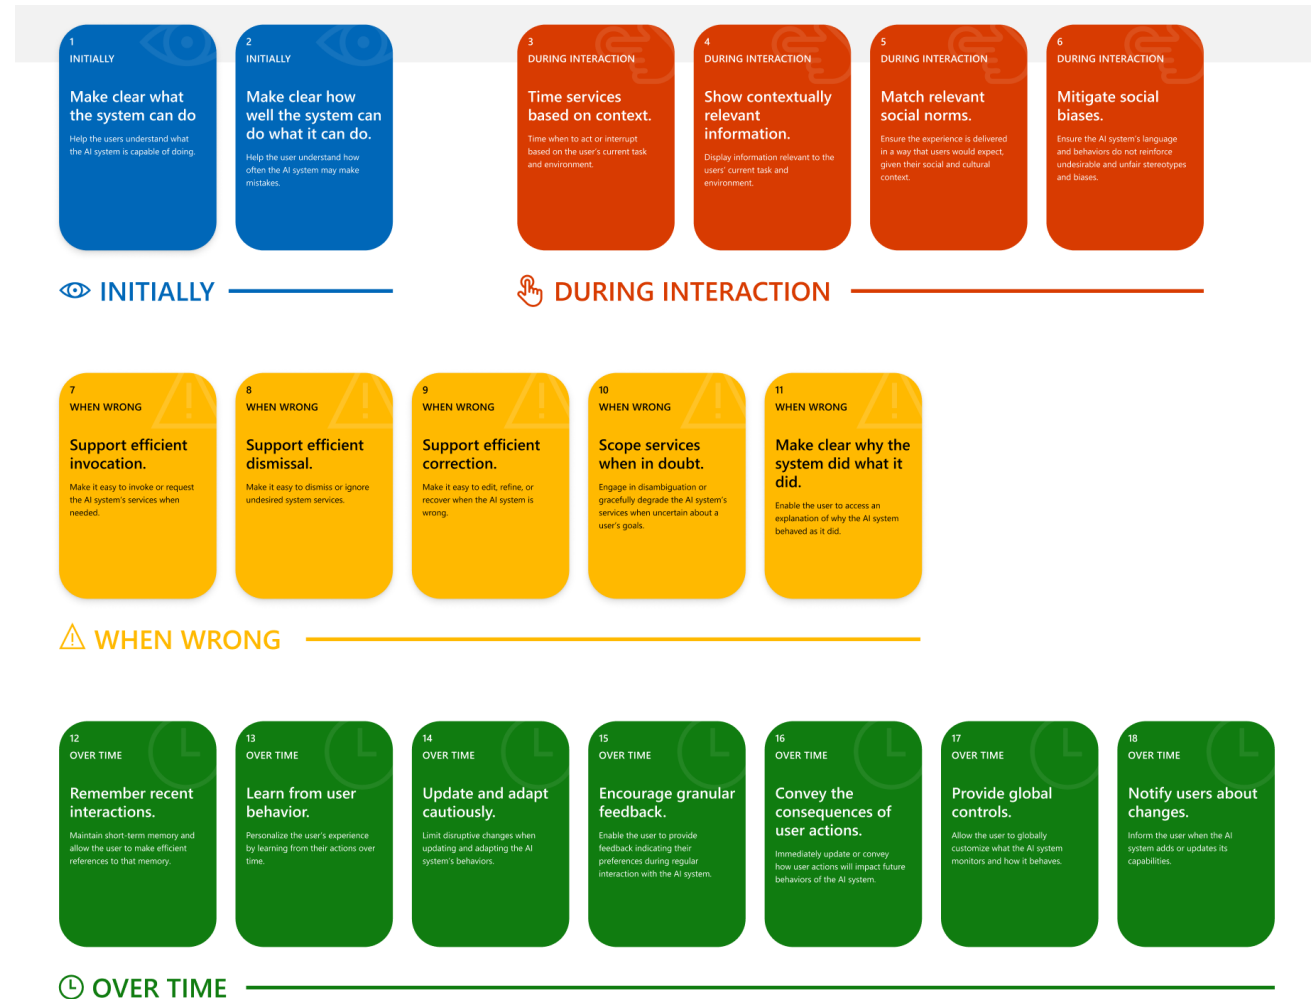 1
INITIALLY
Make clear what
the system can do
Help the users understand what
the AI system is capable of doing.
2
INITIALLY
Make clear how
well the system can
do what it can do.
Help the user understand how
often the AI system may make
mistakes.
3
DURING INTERACTION
Time services
based on context.
Time when to act or interrupt
based on the user's current task
and environment.
4
DURING INTERACTION
Show contextually
relevant
information.
Display information relevant to the
users' current task and
environment.
5
DURING INTERACTION
Match relevant
social norms.
Ensure the experience is delivered
in a way that users would expect,
given their social and cultural
context.
6
DURING INTERACTION
Mitigate social
biases.
Ensure the AI system's language
and behaviors do not reinforce
undesirable and unfair stereotypes
and biases.
INITIALLY
DURING INTERACTION
7
WHEN WRONG
Support efficient
invocation.
Make it easy to invoke or request
the AI system's services when
needed.
8
WHEN WRONG
Support efficient
dismissal.
Make it easy to dismiss or ignore
undesired system services.
9
WHEN WRONG
Support efficient
correction.
Make it easy to edit, refine, or
recover when the AI system is
wrong.
10
WHEN WRONG
Scope services
when in doubt.
Engage in disambiguation or
gracefully degrade the AI system's
services when uncertain about a
user's goals.
11
WHEN WRONG
Make clear why the
system did what it
did.
Enable the user to access an
explanation of why the AI system
behaved as it did.
WHEN WRONG
12
OVER TIME
Remember recent
interactions.
Maintain short-term memory and
allow the user to make efficient
references to that memory.
13
OVER TIME
Learn from user
behavior.
Personalize the user's experience
by learning from their actions over
time.
14
OVER TIME
Update and adapt
cautiously.
Limit disruptive changes when
updating and adapting the AI
system's behaviors.
15
OVER TIME
Encourage granular
feedback.
Enable the user to provide
feedback indicating their
preferences during regular
interaction with the AI system.
16
OVER TIME
Convey the
consequences of
user actions.
Immediately update or convey
how user actions will impact future
behaviors of the AI system.
17
OVER TIME
Provide global
controls.
Allow the user to globally
customize what the AI system
monitors and how it behaves.
18
OVER TIME
Notify users about
changes.
Inform the user when the AI
system adds or updates its
capabilities.
OVER TIME